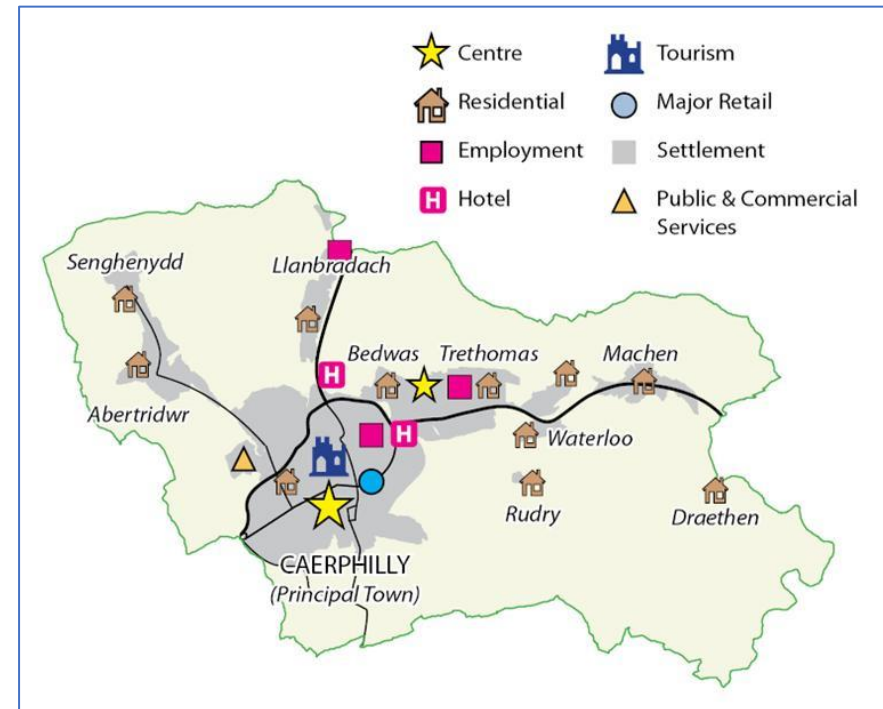 Centre
Tourism
Residential
Major Retail
Employment
Settlement
H Hotel
Public & Commercial
Services
Senghenydd
Llanbradach
H
Bedwas
Trethomas
Machen
Abertridwr
H
Waterloo
Rudry
Draethen
CAERPHILLY
(Principal Town)